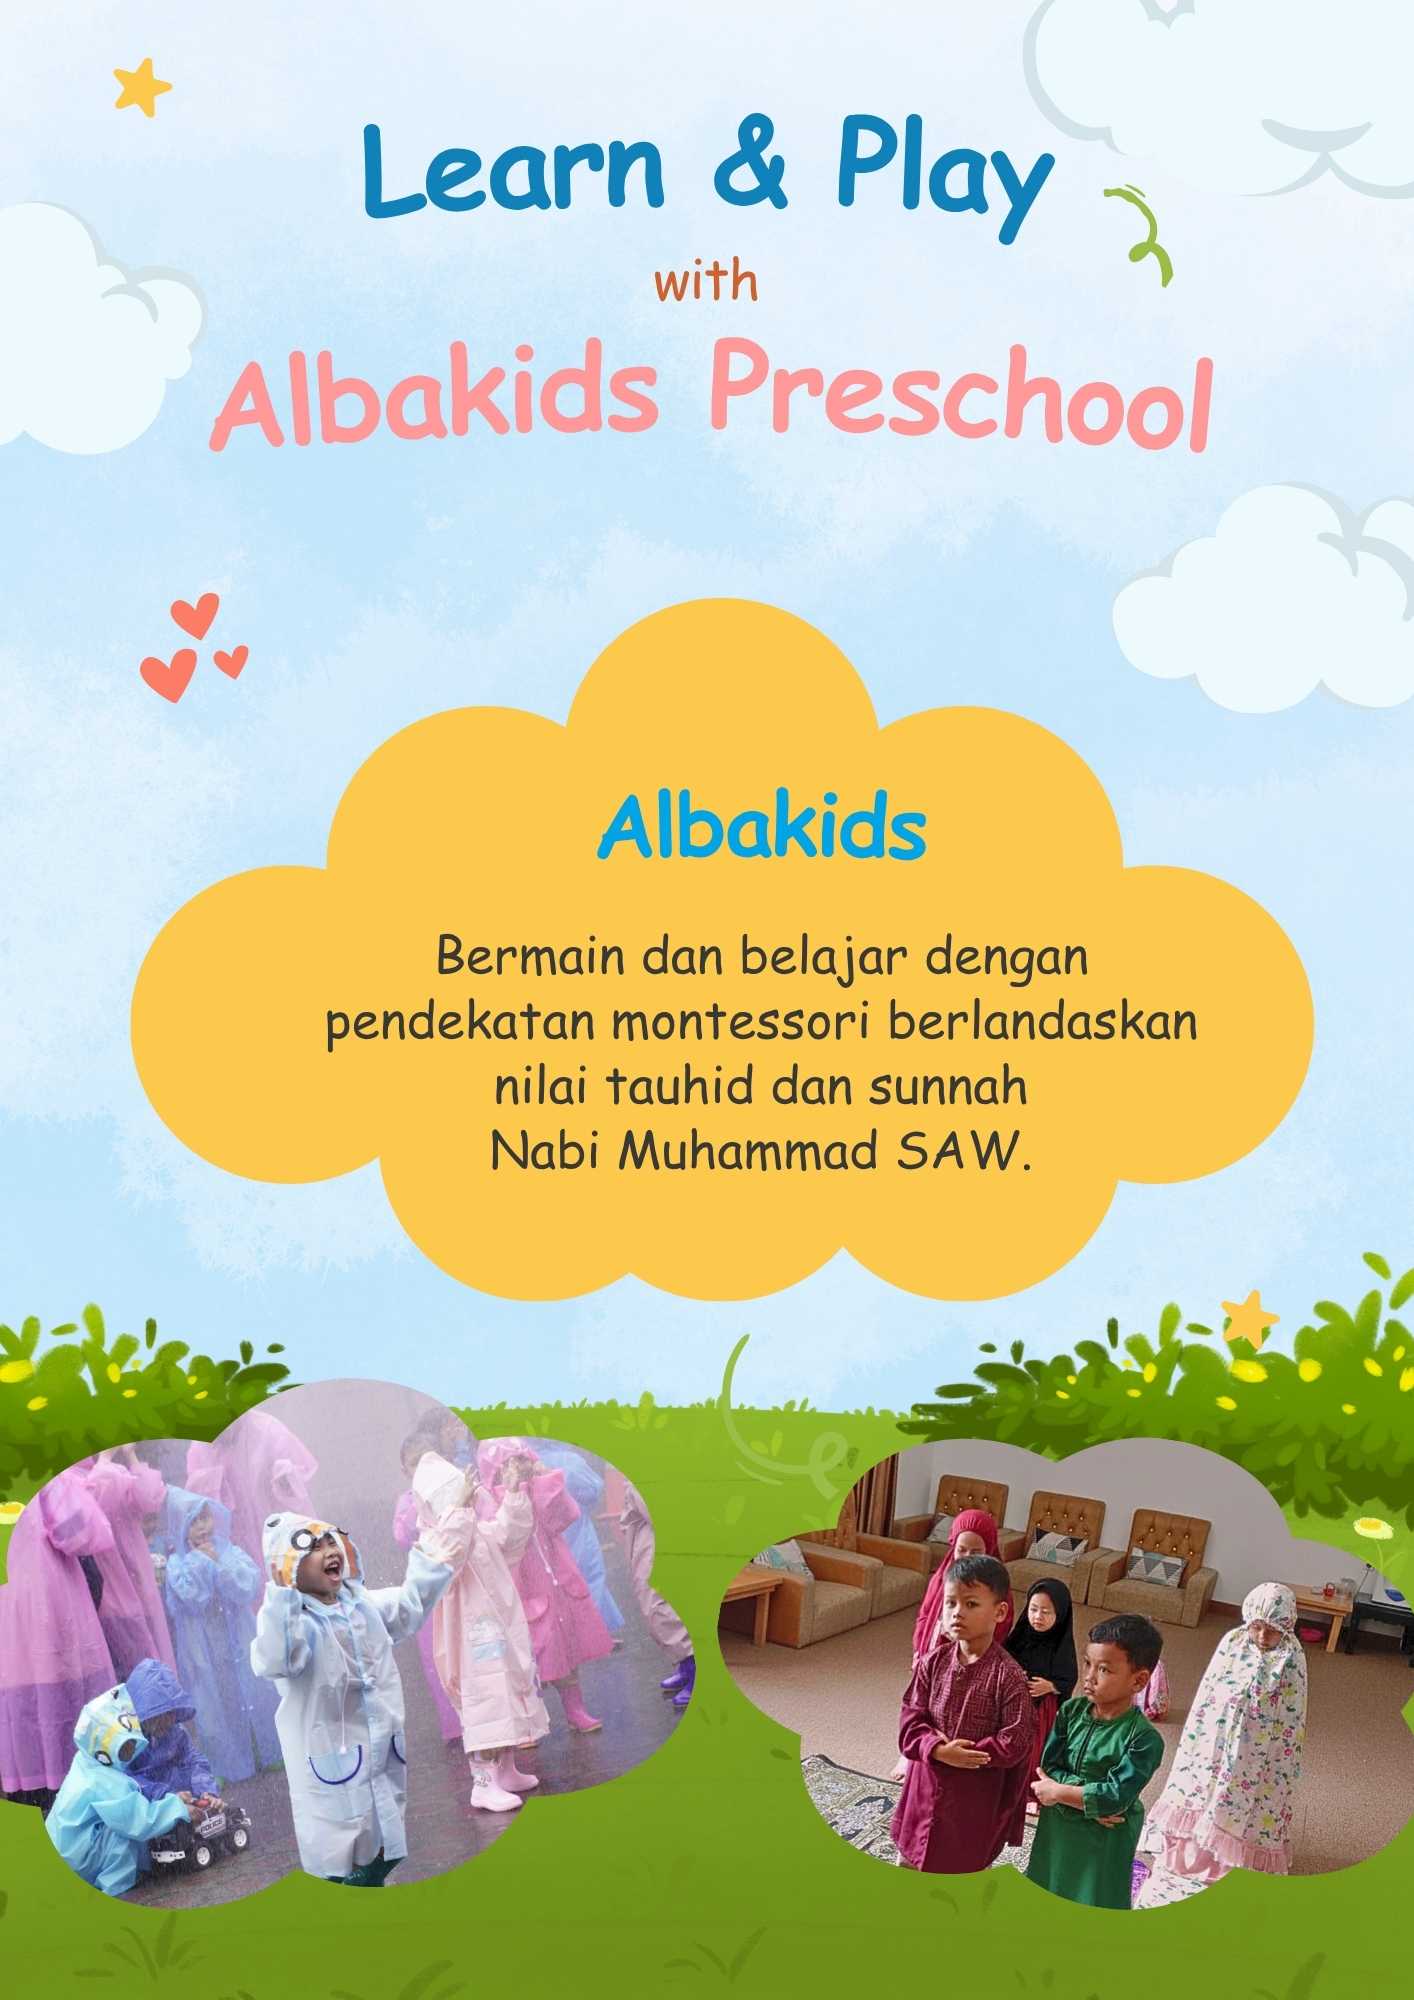 Learn & Play
with
Albakids Preschool
Albakids
Bermain dan belajar dengan
pendekatan montessori berlandaskan
nilai tauhid dan sunnah
Nabi Muhammad SAW.
POLICE